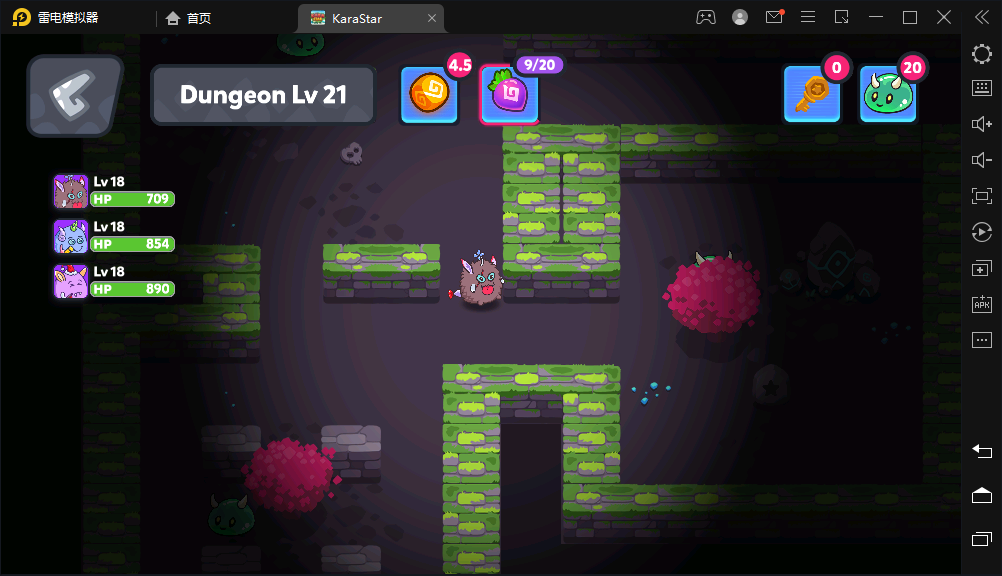 雷电模拟器
首页
KaraStar
Dungeon Lv 21
4.5
9/20
0
20
Lv 18
HP 709
Lv 18
HP 854
Lv 18
HP 890
APK